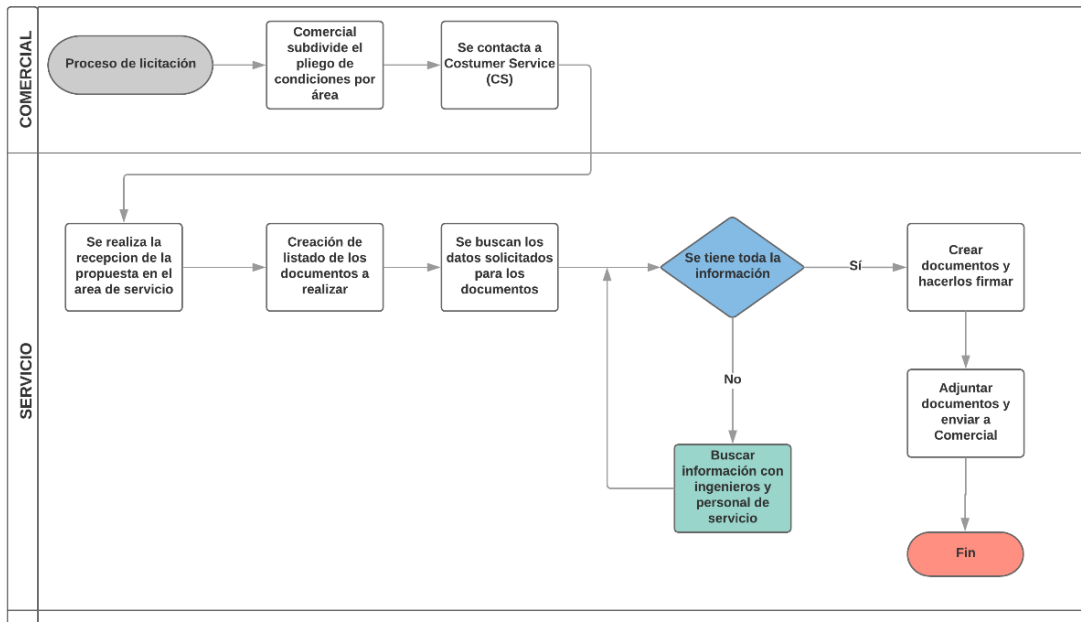 COMERCIAL
Proceso de licitación
Comercial
subdivide el
pliego de
condiciones por
área
Se contacta a
Costumer Service
(CS)
SERVICIO
Se realiza la
recepcion de la
propuesta en el
area de servicio
Creación de
listado de los
documentos a
realizar
Se buscan los
datos solicitados
para los
documentos
Se tiene toda la
información
Sí
Crear
documentos y
hacerlos firmar
No
Buscar
información con
ingenieros y
personal de
servicio
Adjuntar
documentos y
enviar a
Comercial
Fin